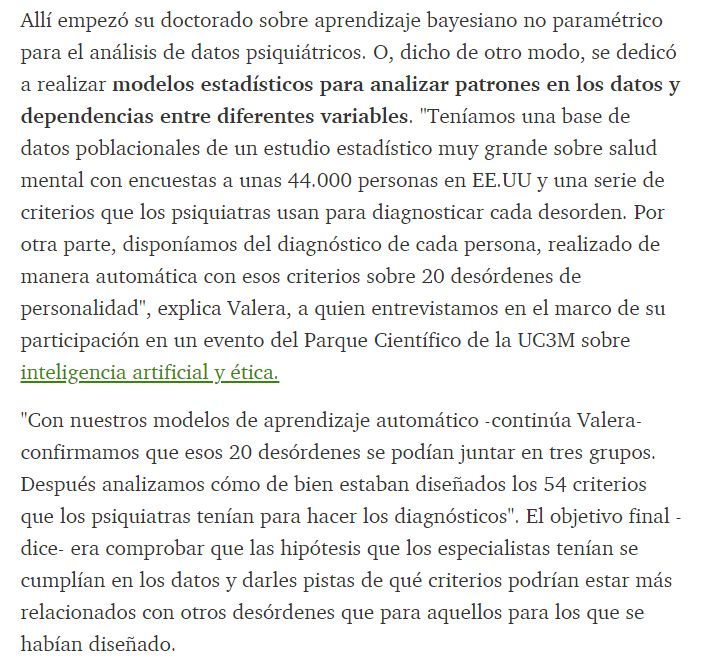 Allí empezó su doctorado sobre aprendizaje bayesiano no paramétrico
para el análisis de datos psiquiátricos. O, dicho de otro modo, se dedicó
a realizar modelos estadísticos para analizar patrones en los datos y
dependencias entre diferentes variables. "Teníamos una base de
datos poblacionales de un estudio estadístico muy grande sobre salud
mental con encuestas a unas 44.000 personas en EE.UU y una serie de
criterios que los psiquiatras usan para diagnosticar cada desorden. Por
otra parte, disponíamos del diagnóstico de cada persona, realizado de
manera automática con esos criterios sobre 20 desórdenes de
personalidad", explica Valera, a quien entrevistamos en el marco de su
participación en un evento del Parque Científico de la UC3M sobre
inteligencia artificial y ética.
"Con nuestros modelos de aprendizaje automático -continúa Valera-
confirmamos que esos 20 desórdenes se podían juntar en tres grupos.
Después analizamos cómo de bien estaban diseñados los 54 criterios
que los psiquiatras tenían para hacer los diagnósticos". El objetivo final -
dice- era comprobar que las hipótesis que los especialistas tenían se
cumplían en los datos y darles pistas de qué criterios podrían estar más
relacionados con otros desórdenes que para aquellos para los que se
habían diseñado.